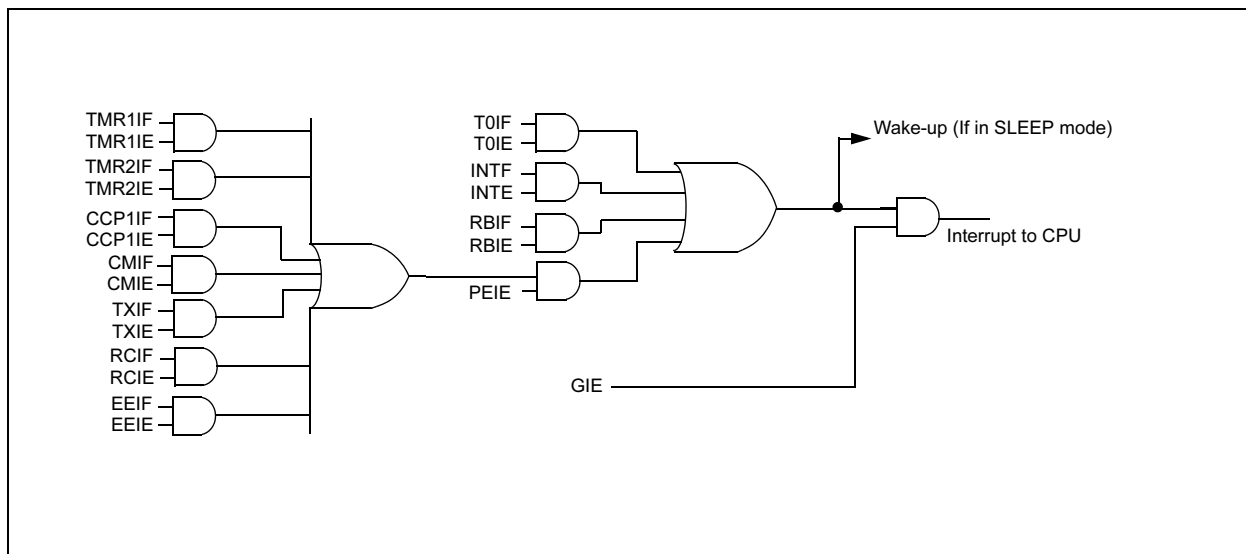 TMR1IF
TMR1IE
TMR2IF
TMR2IE
CCP1IF
CCP1IE
CMIF
CMIE
TXIF
TXIE
RCIF
RCIE
EEIF
EEIE
T0IF
T0IE
INTF
INTE
RBIF
RBIE
PEIE
GIE
Wake-up (If in SLEEP mode)
Interrupt to CPU